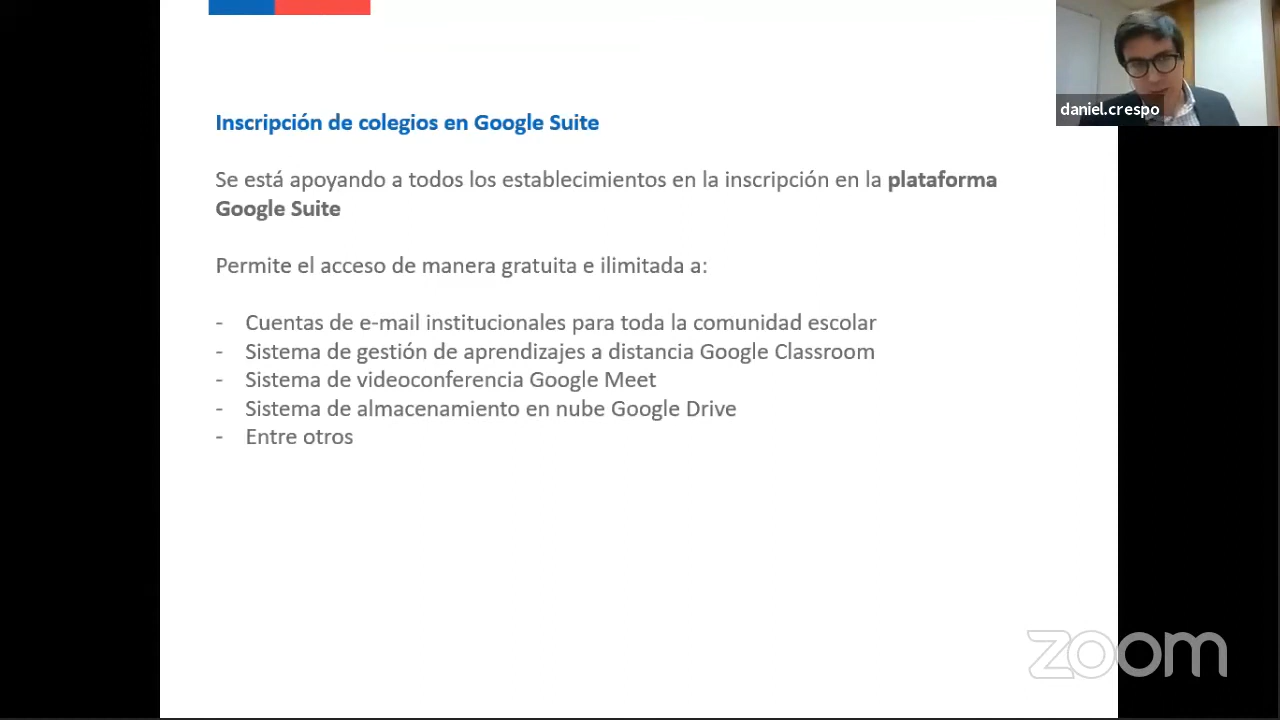 daniel.crespo
Inscripción de colegios en Google Suite
Se está apoyando a todos los establecimientos en la inscripción en la plataforma
Google Suite
Permite el acceso de manera gratuita e ilimitada a:
- Cuentas de e-mail institucionales para toda la comunidad escolar
- Sistema de gestión de aprendizajes a distancia Google Classroom
- Sistema de videoconferencia Google Meet
- Sistema de almacenamiento en nube Google Drive
- Entre otros
zoom